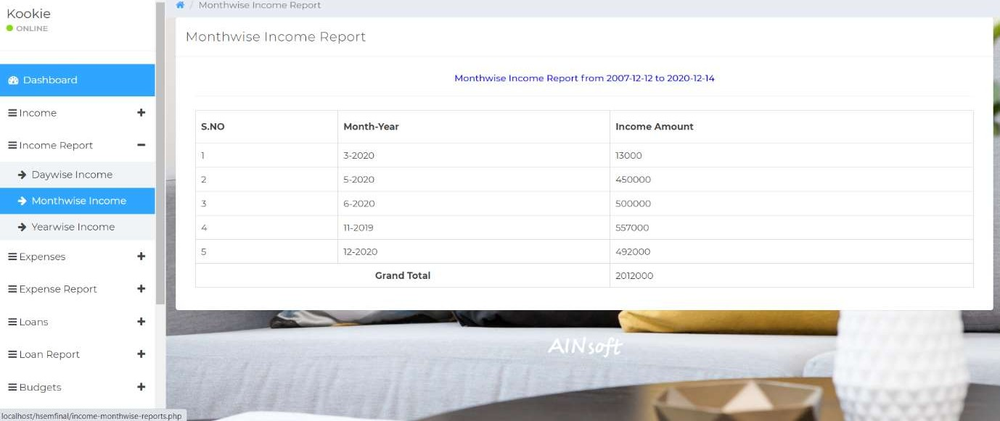 Kookie
ONLINE
Dashboard
Income
Income Report
Daywise Income
Monthwise Income
Yearwise Income
Expenses
Expense Report
Loans
Loan Report
Budgets
localhost/hsemfinal/income-monthwise-reports.php
/ Monthwise Income Report
Monthwise Income Report
Monthwise Income Report from 2007-12-12 to 2020-12-14
S.NO Month-Year Income Amount
1 3-2020 13000
2 5-2020 450000
3 6-2020 500000
4 11-2019 557000
5 12-2020 492000
Grand Total 2012000
AINsoft